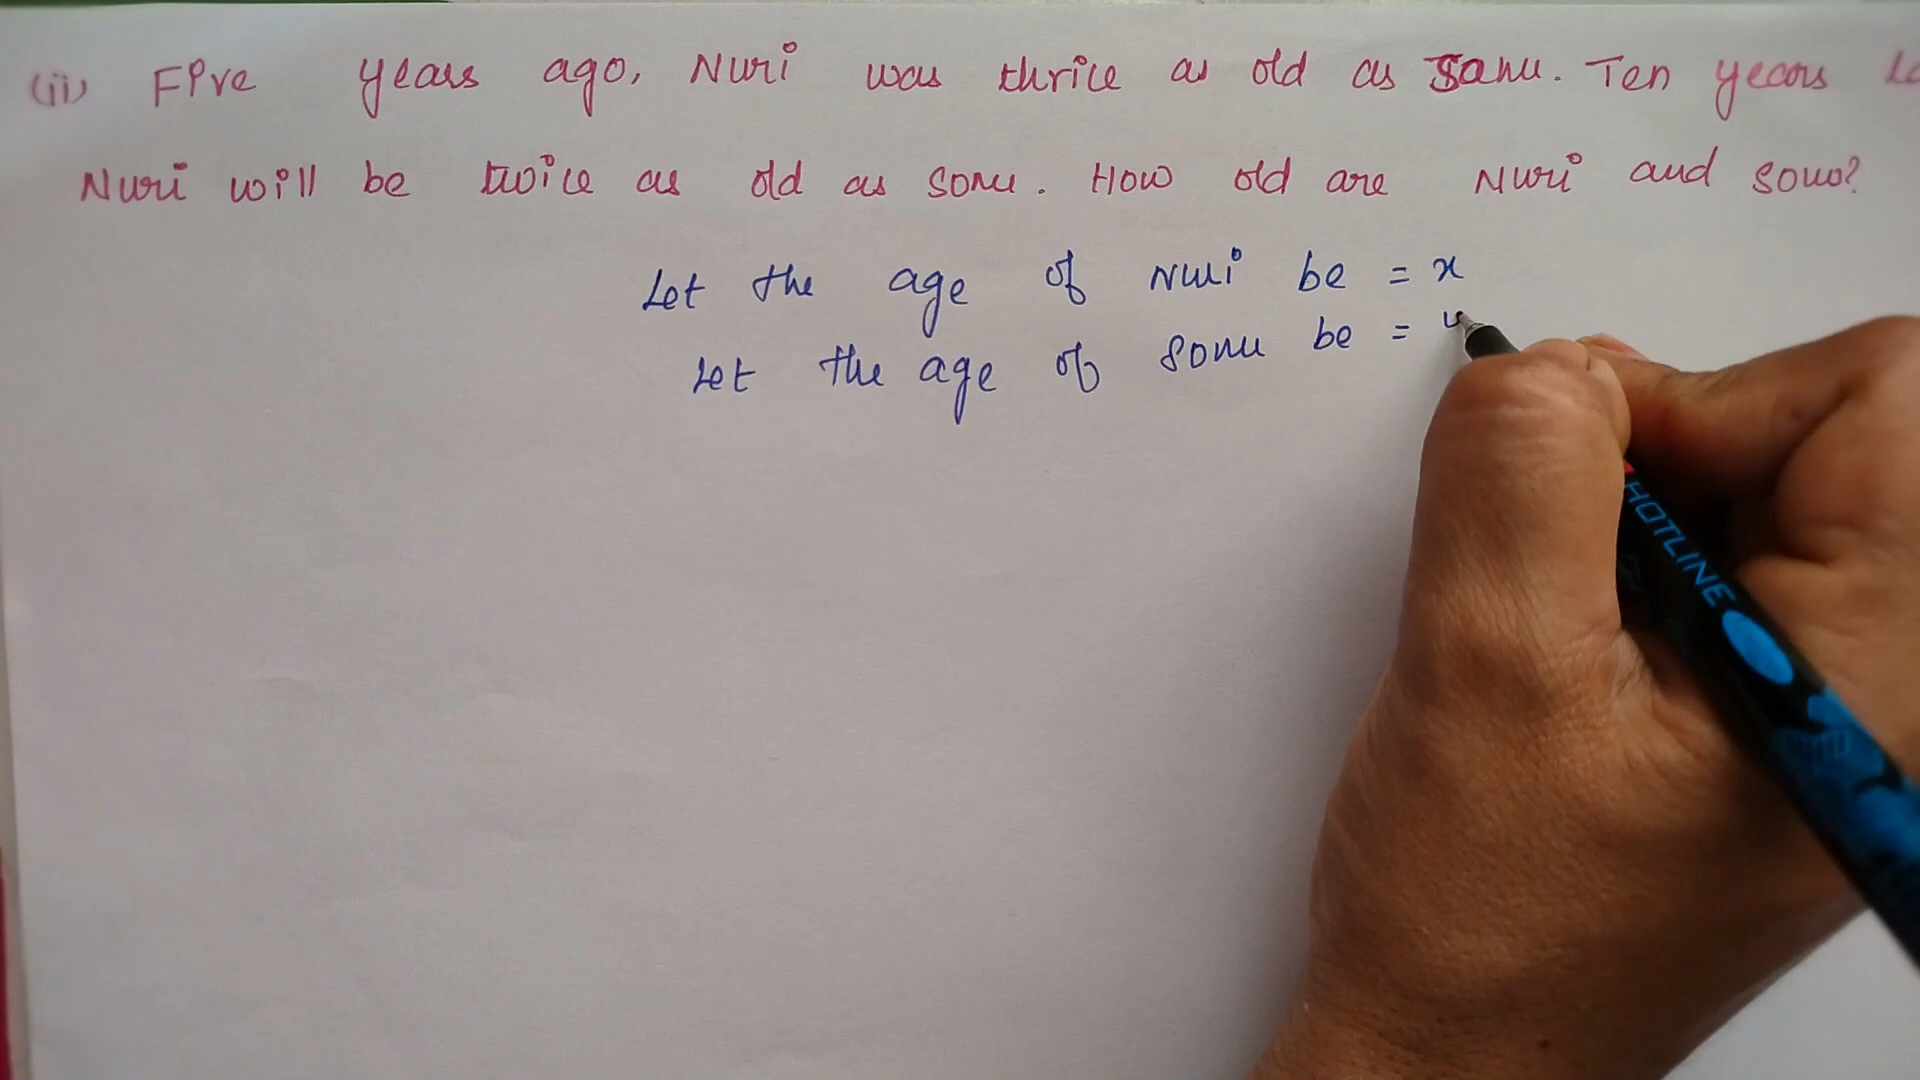 (ii) Five years ago, Nuri was thrice as old as Sonu. Ten years
Nuri will be twice as old as sonu. How old are Nuri and sonu?
Let the age of Nuri be = x
Let the age of sonu be = y
HOTLINE